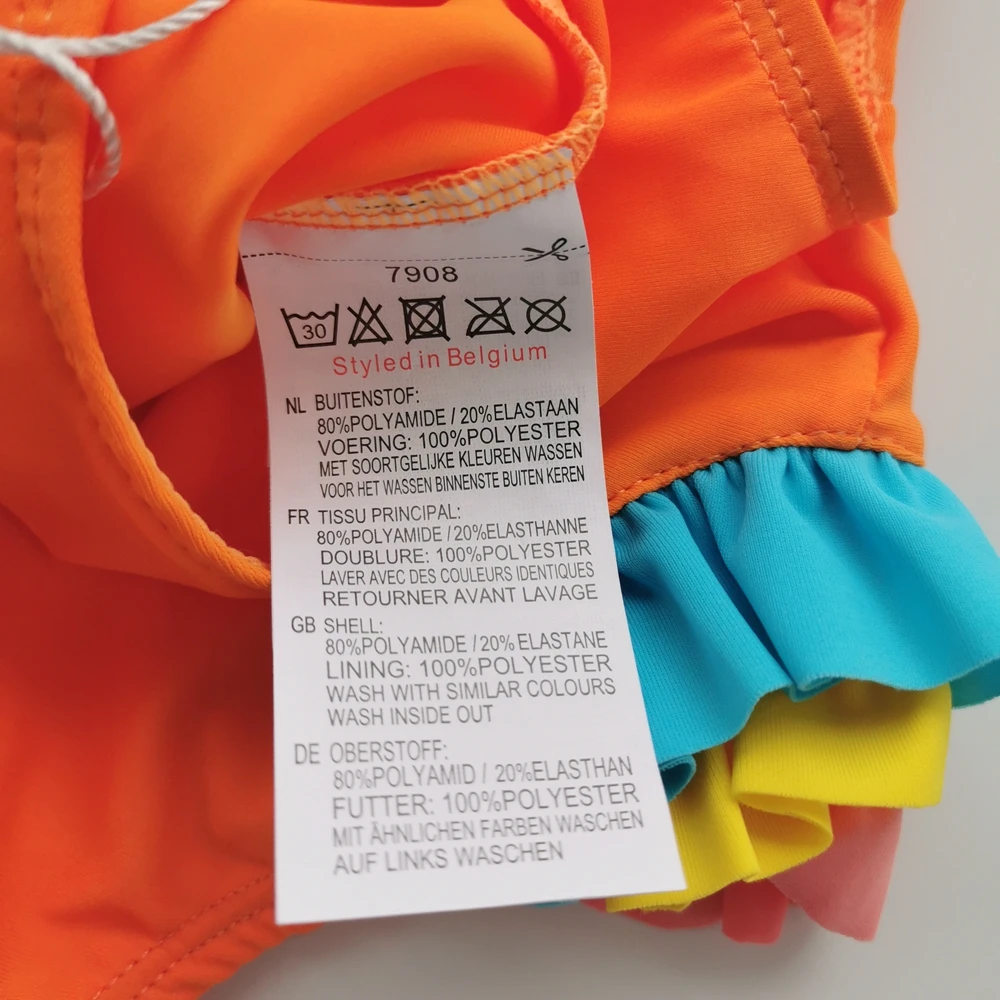 7908
30
Styled in Belgium
NL BUITENSTOF:
80%POLYAMIDE / 20%ELASTAAN
VOERING: 100%POLYESTER
MET SOORTGELIJKE KLEUREN WASSEN
VOOR HET WASSEN BINNENSTE BUITEN KEREN
FR TISSU PRINCIPAL:
80%POLYAMIDE / 20%ELASTHANNE
DOUBLURE: 100%POLYESTER
LAVER AVEC DES COULEURS IDENTIQUES
RETOURNER AVANT LAVAGE
GB SHELL:
80%POLYAMIDE / 20%ELASTANE
LINING: 100%POLYESTER
WASH WITH SIMILAR COLOURS
WASH INSIDE OUT
DE OBERSTOFF:
80%POLYAMID / 20%ELASTHAN
FUTTER: 100%POLYESTER
MIT ÄHNLICHEN FARBEN WASCHEN
AUF LINKS WASCHEN